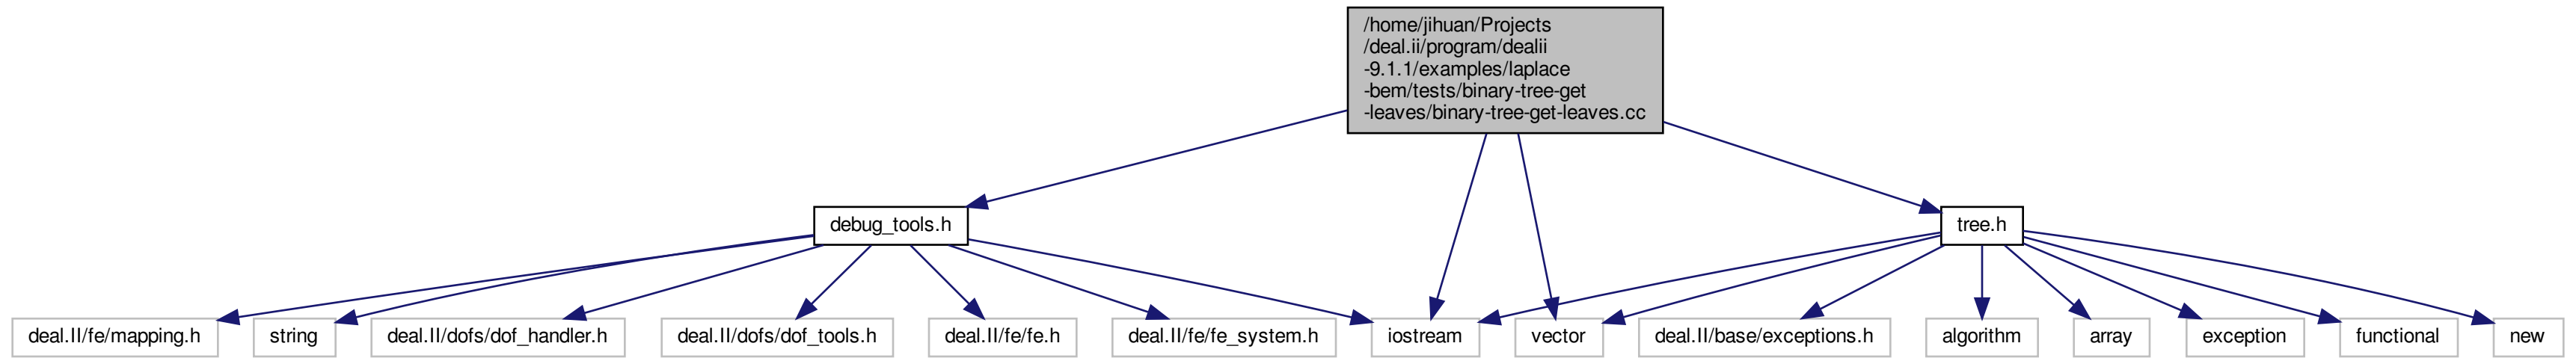 /home/jihuan/Projects
/deal.ii/program/dealii
-9.1.1/examples/laplace
-bem/tests/binary-tree-get
-leaves/binary-tree-get-leaves.cc
debug_tools.h
tree.h
deal.II/fe/mapping.h
string
deal.II/dofs/dof_handler.h
deal.II/dofs/dof_tools.h
deal.II/fe/fe.h
deal.II/fe/fe_system.h
iostream
vector
deal.II/base/exceptions.h
algorithm
array
exception
functional
new